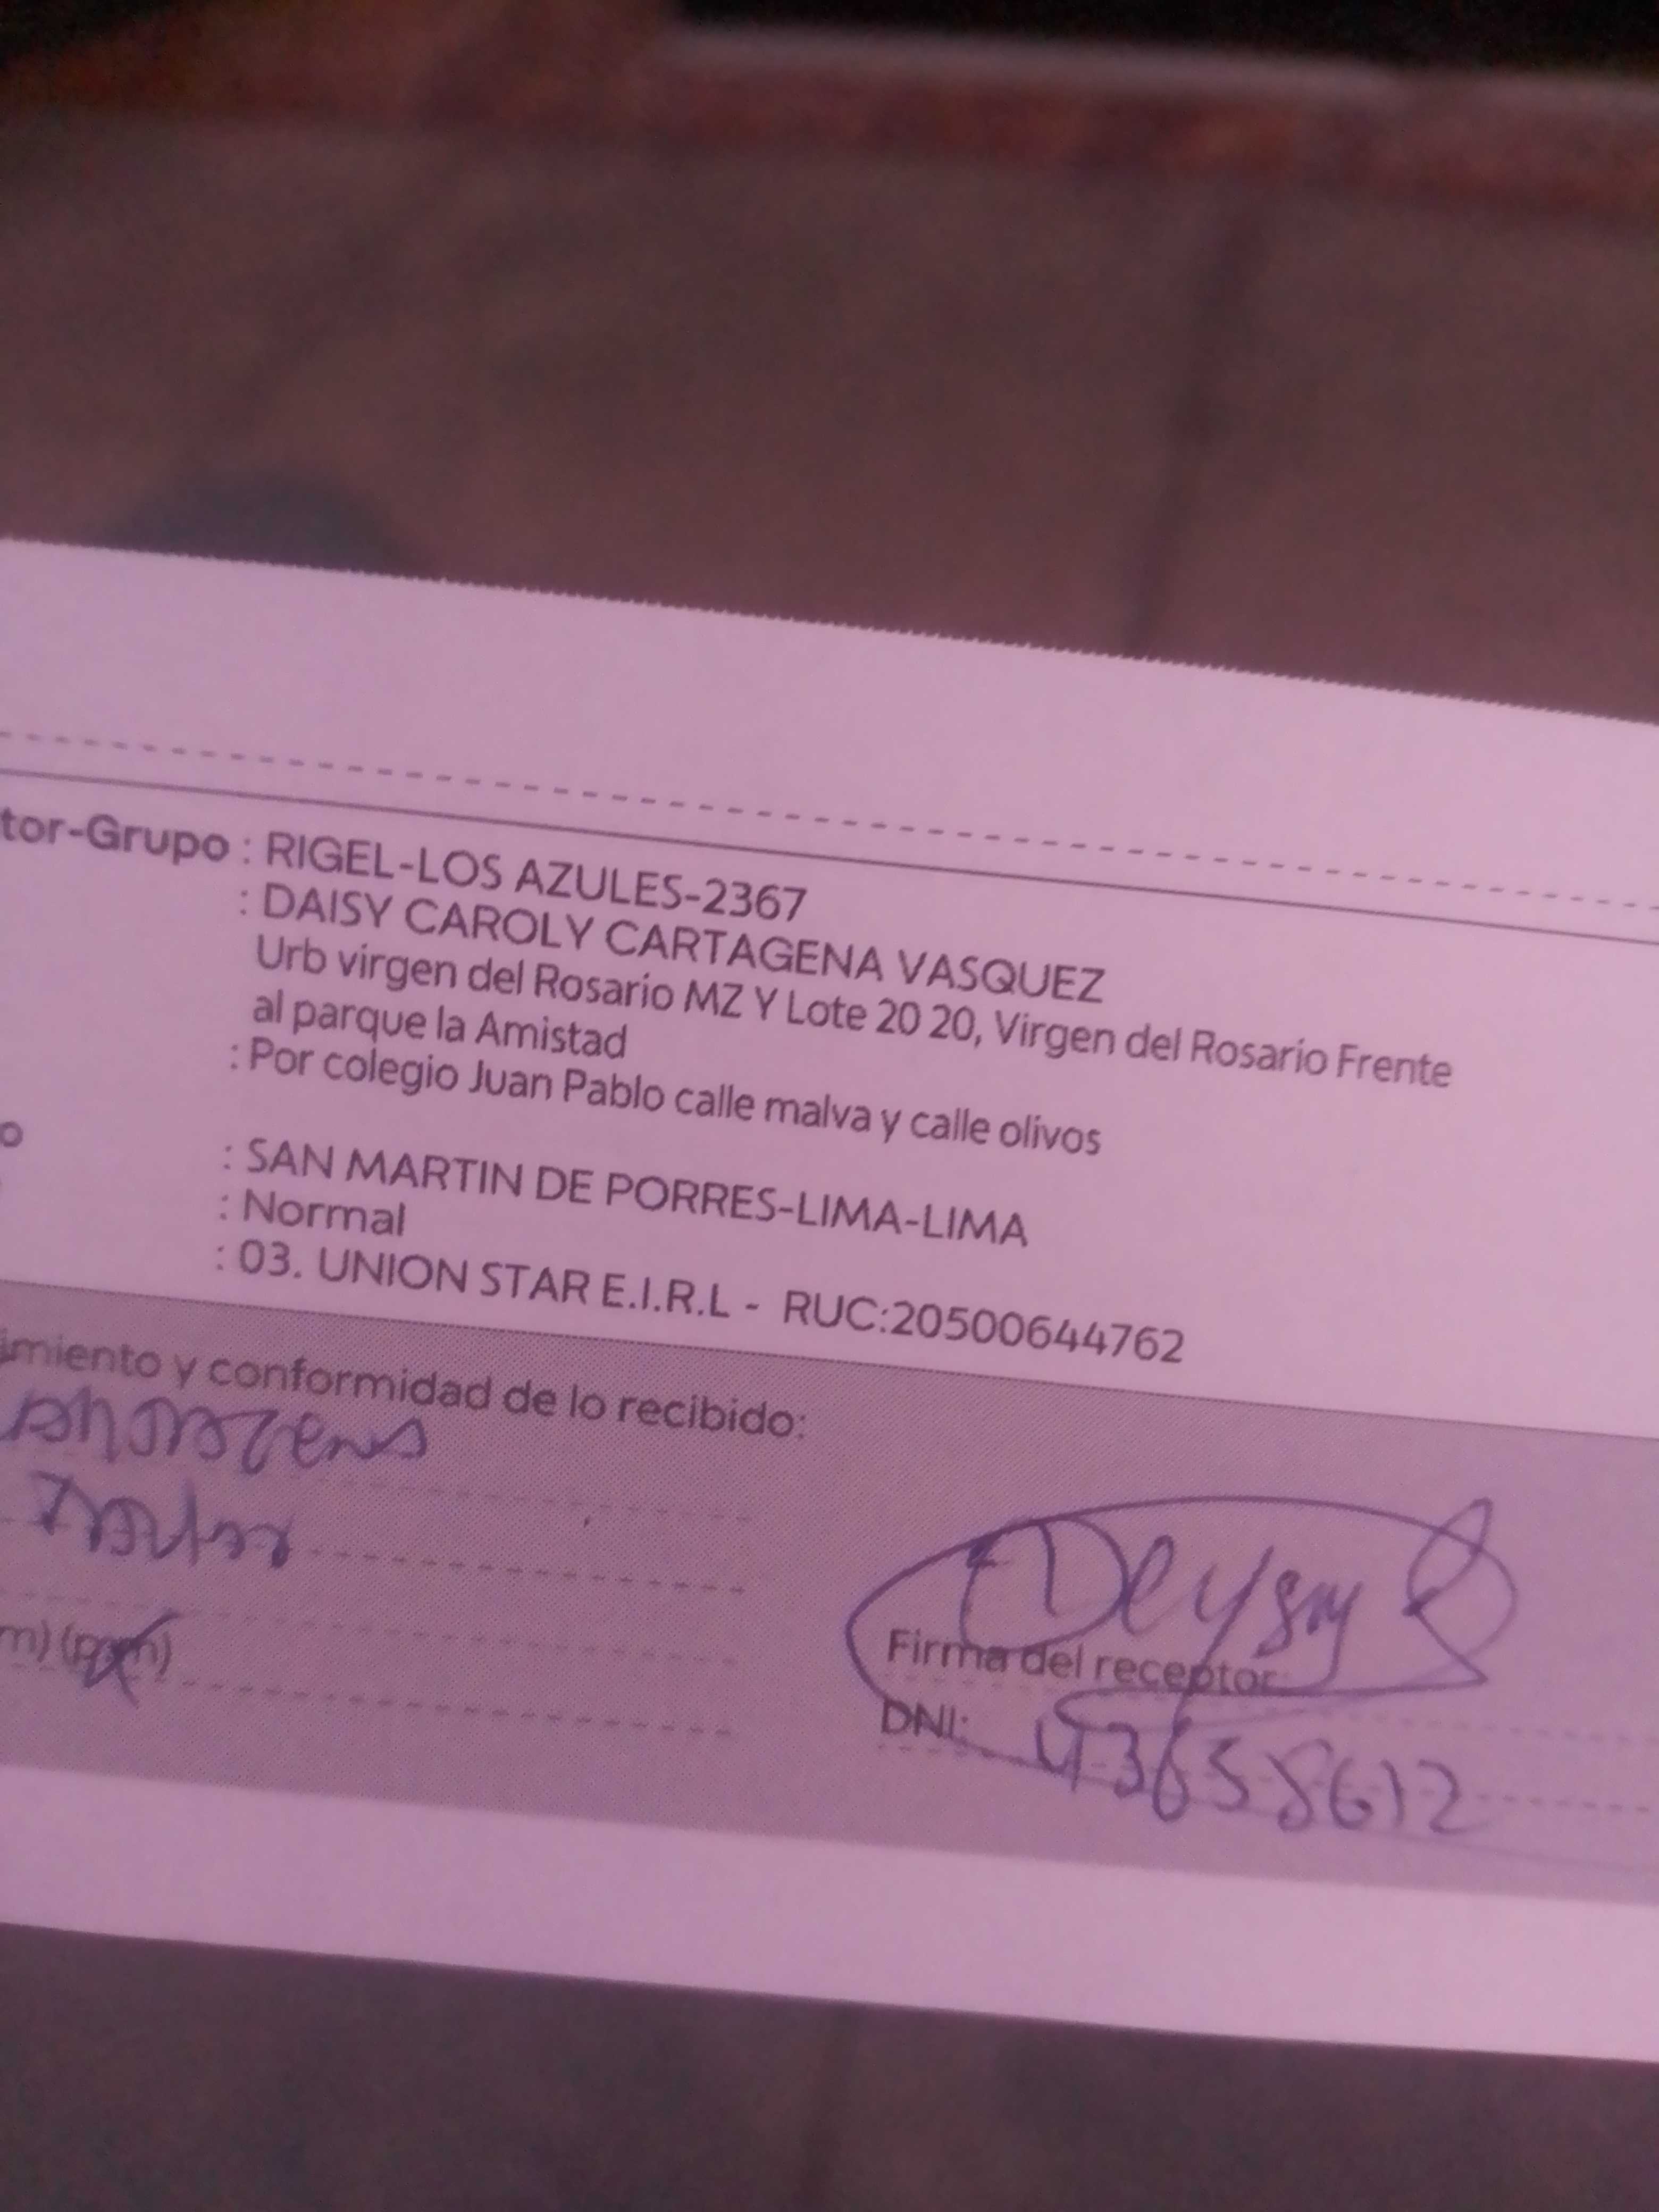 tor-Grupo : RIGEL-LOS AZULES-2367
: DAISY CAROLY CARTAGENA VASQUEZ
Urb virgen del Rosario MZ Y Lote 20 20, Virgen del Rosario Frente
al parque la Amistad
: Por colegio Juan Pablo calle malva y calle olivos
o : SAN MARTIN DE PORRES-LIMA-LIMA
: Normal
: 03. UNION STAR E.I.R.L - RUC:20500644762
imiento y conformidad de lo recibido:
Deysy
m) (pm)
Firma del receptor
DNI: 43658612